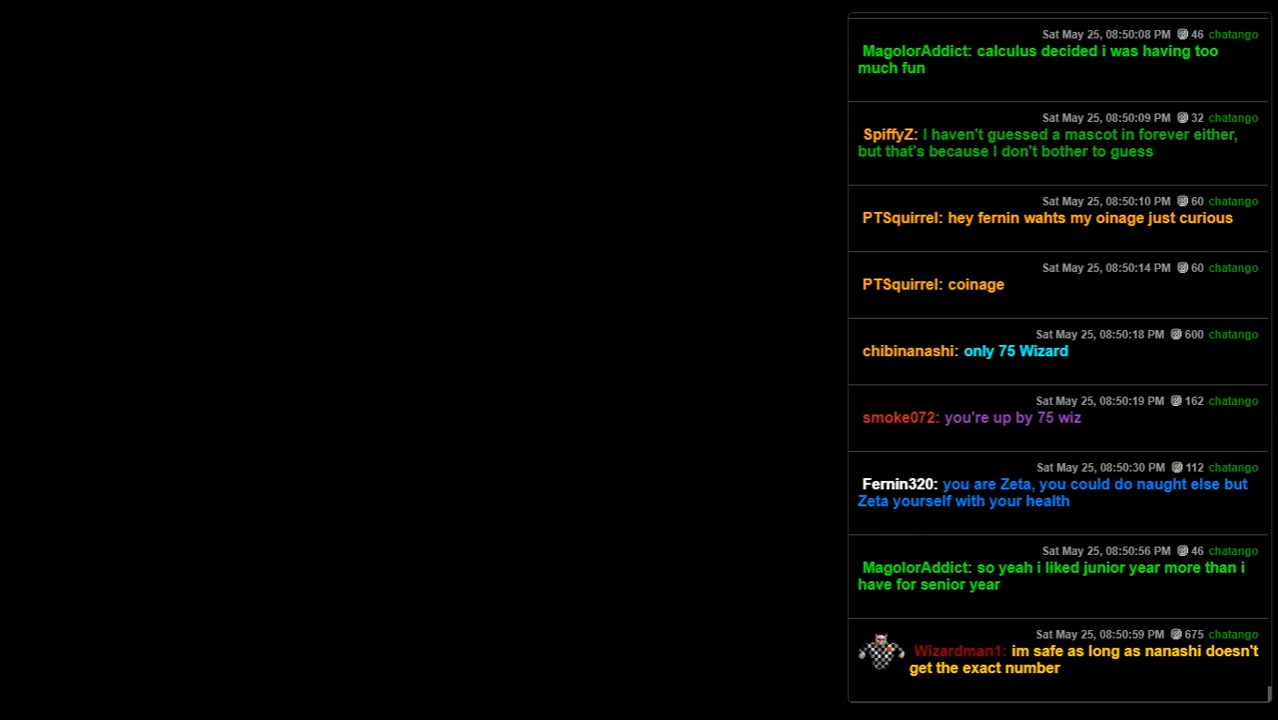 Sat May 25, 08:50:08 PM 46 chatango
MagolorAddict: calculus decided i was having too
much fun
Sat May 25, 08:50:09 PM 32 chatango
SpiffyZ: I haven't guessed a mascot in forever either,
but that's because I don't bother to guess
Sat May 25, 08:50:10 PM 60 chatango
PTSquirrel: hey fernin wahts my oinage just curious
Sat May 25, 08:50:14 PM 60 chatango
PTSquirrel: coinage
Sat May 25, 08:50:18 PM 600 chatango
chibinanashi: only 75 Wizard
Sat May 25, 08:50:19 PM 162 chatango
smoke072: you're up by 75 wiz
Sat May 25, 08:50:30 PM 112 chatango
Fernin320: you are Zeta, you could do naught else but
Zeta yourself with your health
Sat May 25, 08:50:56 PM 46 chatango
MagolorAddict: so yeah i liked junior year more than i
have for senior year
Sat May 25, 08:50:59 PM 675 chatango
Wizardman1: im safe as long as nanashi doesn't
get the exact number